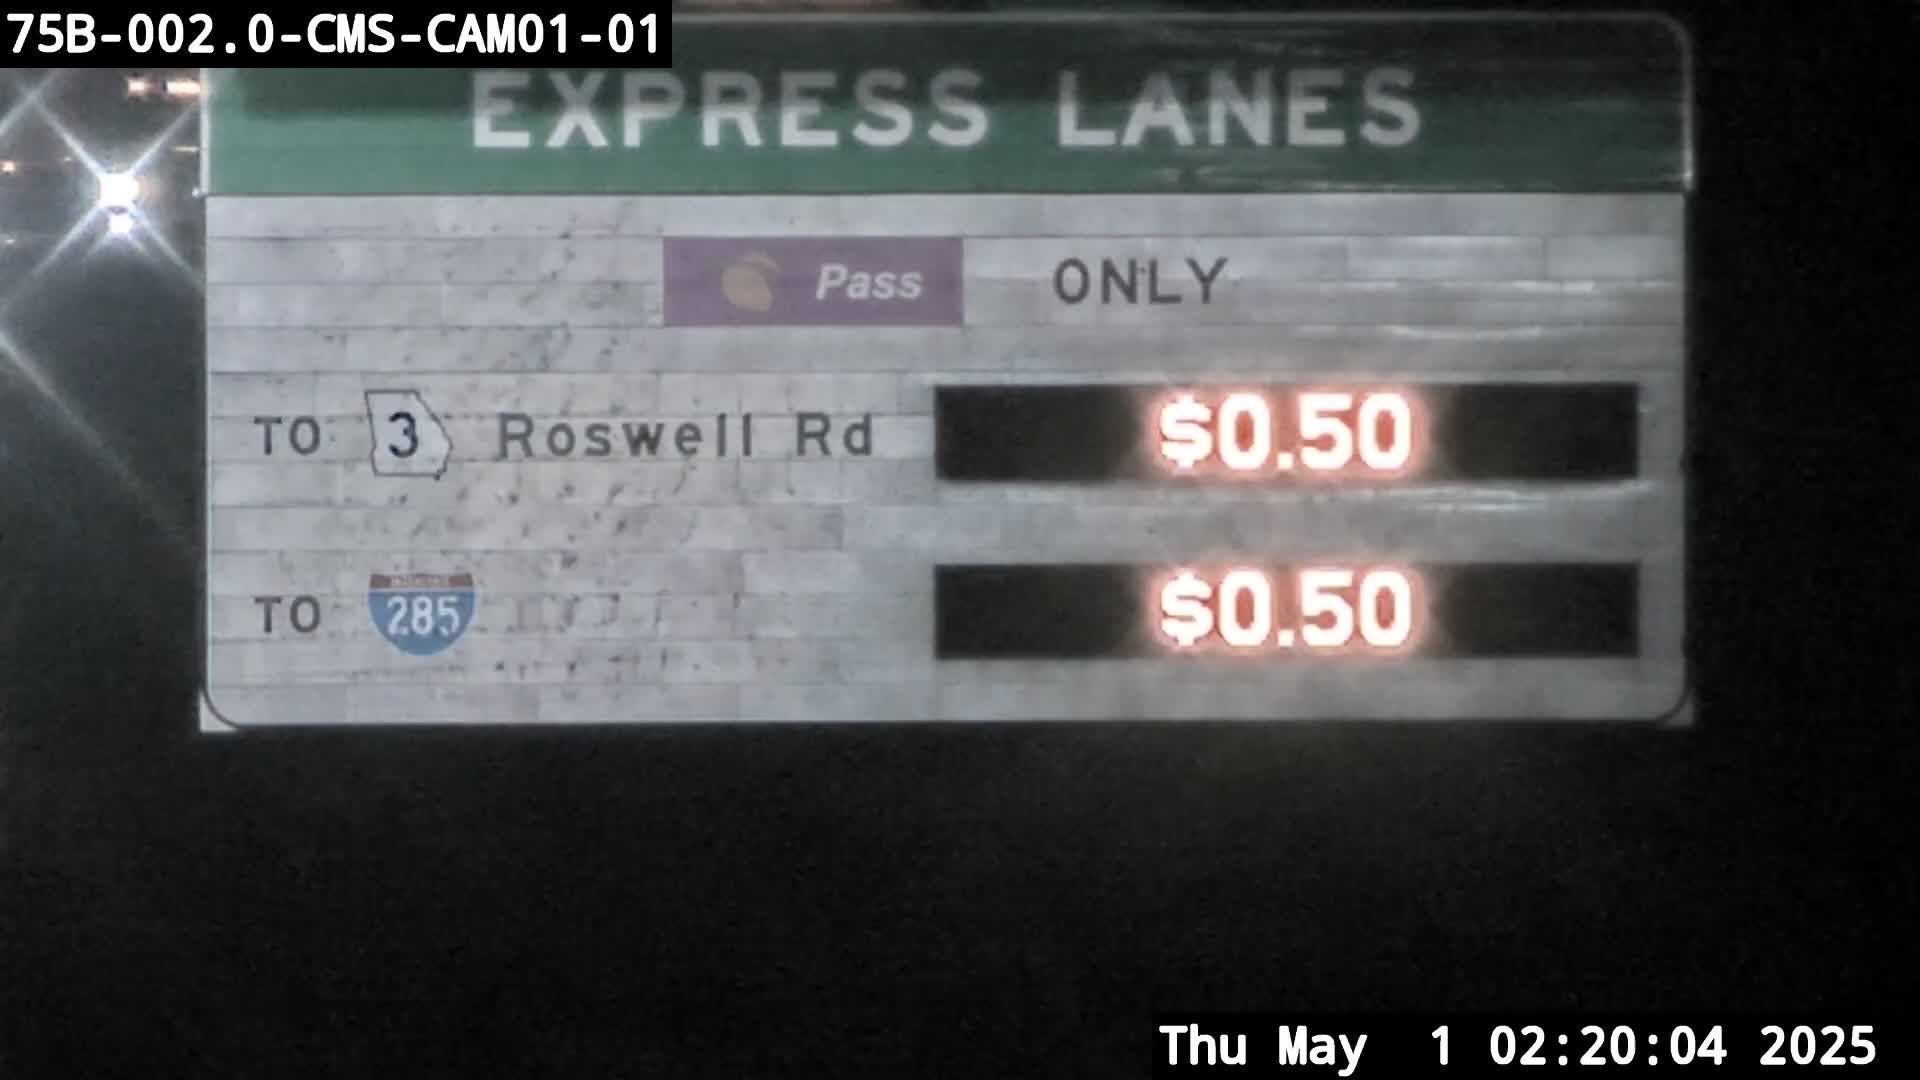 75B-002.0-CMS-CAM01-01
EXPRESS LANES
Pass ONLY
TO 3 Roswell Rd $0.50
TO 285 $0.50
Thu May 1 02:20:04 2025